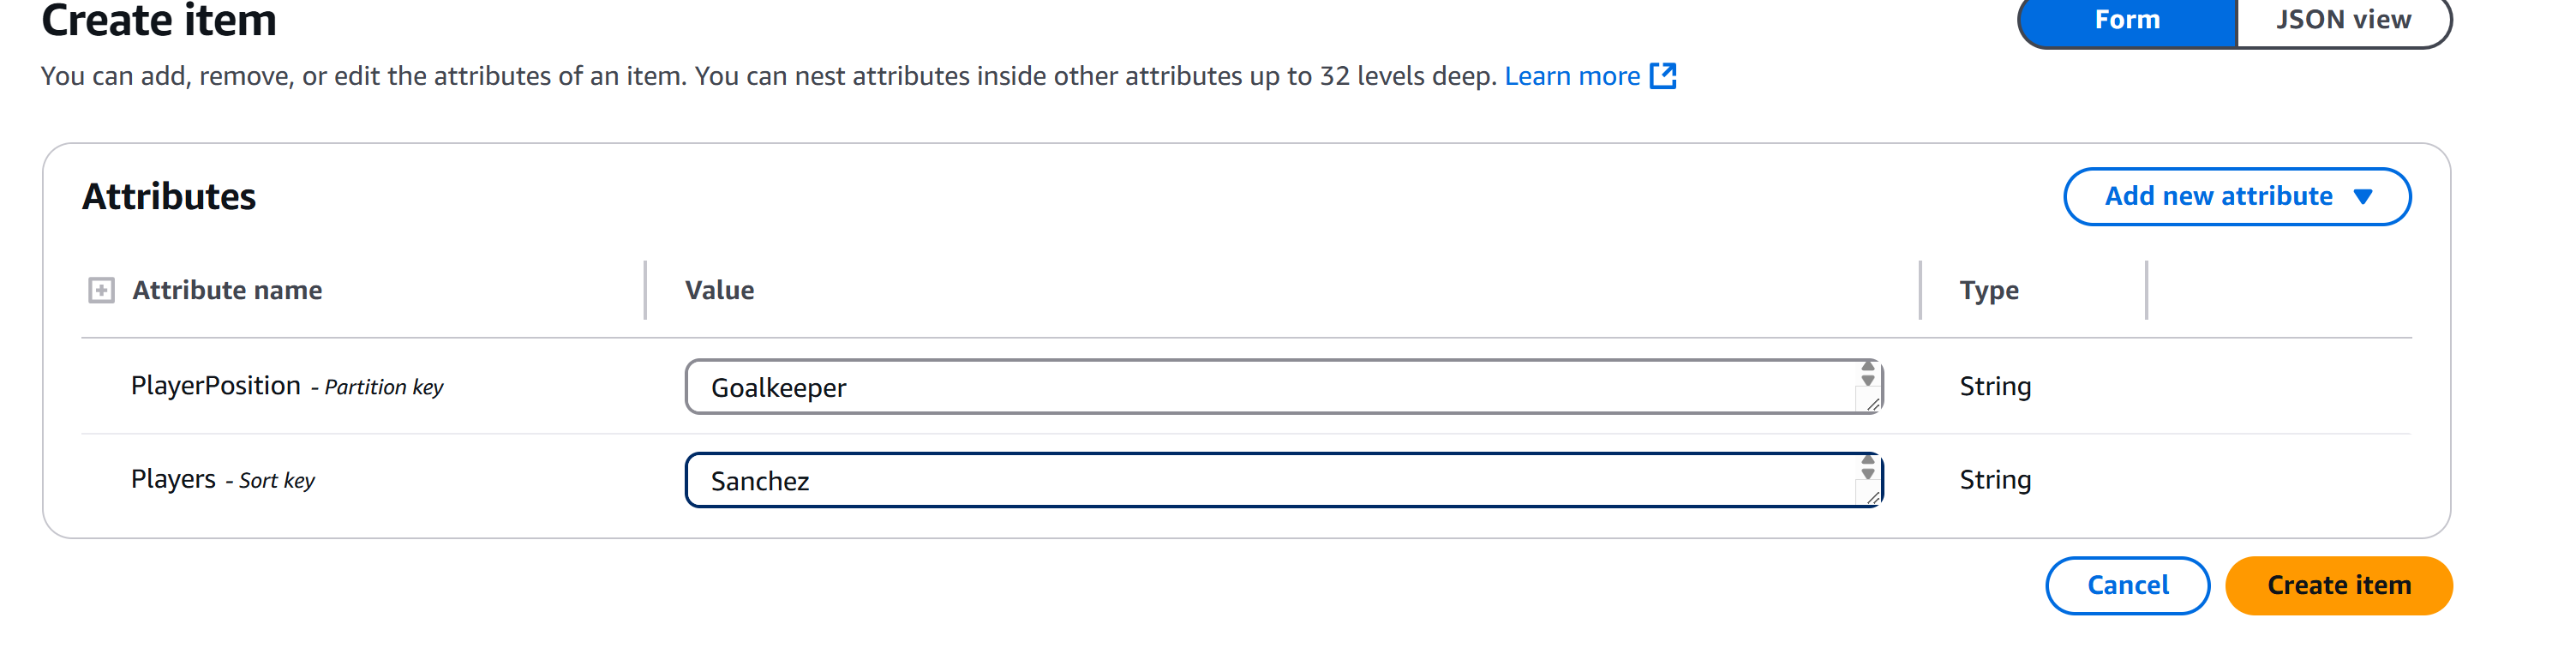 Create item
Form
JSON view
You can add, remove, or edit the attributes of an item. You can nest attributes inside other attributes up to 32 levels deep. Learn more
Attributes
Add new attribute
Attribute name
Value
Type
PlayerPosition - Partition key
Goalkeeper
String
Players - Sort key
Sanchez
String
Cancel
Create item